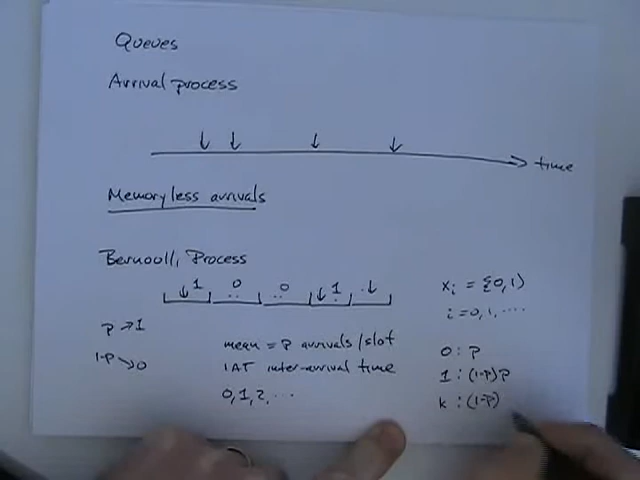 Queues
Arrival process
time
Memoryless arrivals
Bernoulli Process
1 0 0 1
x_i = {0,1)
i=0,1,....
p → 1
1-p → 0
mean = p arrivals/slot
IAT inter-arrival time
0,1,2,...
0 : p
1 : (1-p)p
k : (1-p)